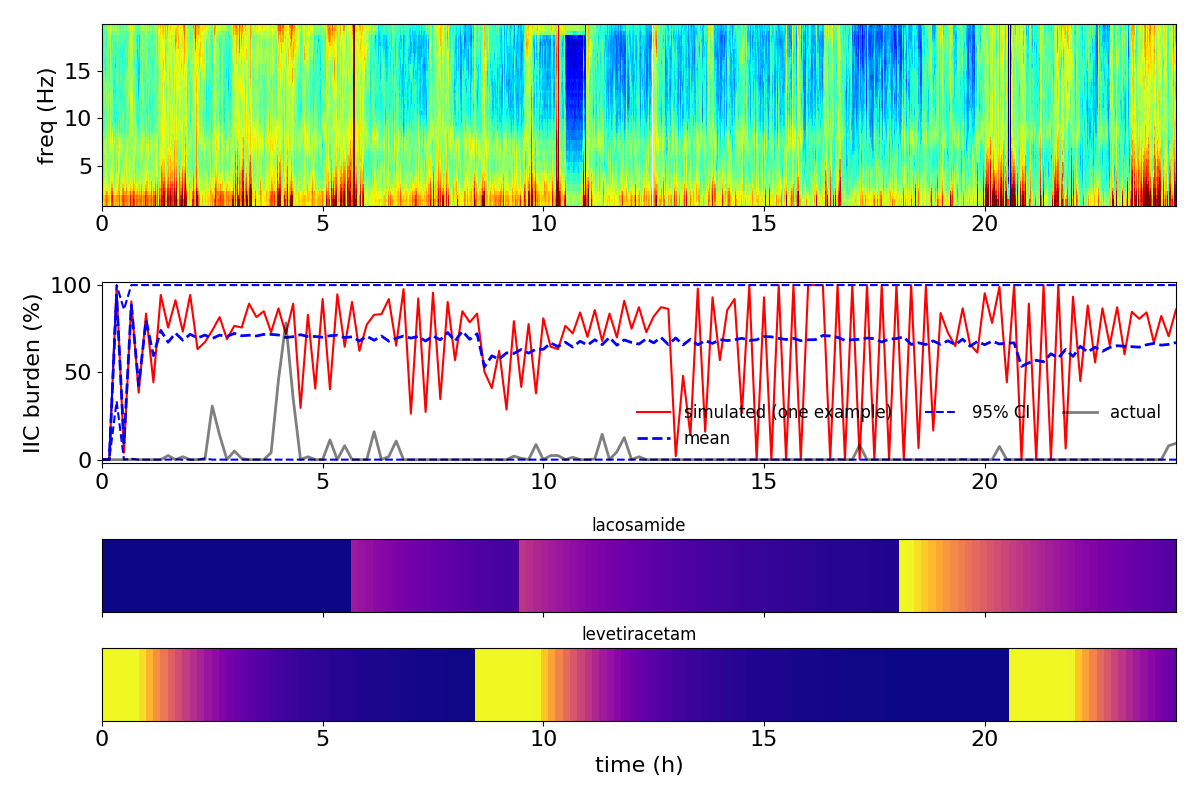 freq (Hz)
15
10
5
0 5 10 15 20
IIC burden (%)
100
50
0
simulated (one example) 95% CI actual
mean
0 5 10 15 20
lacosamide
levetiracetam
0 5 10 15 20
time (h)